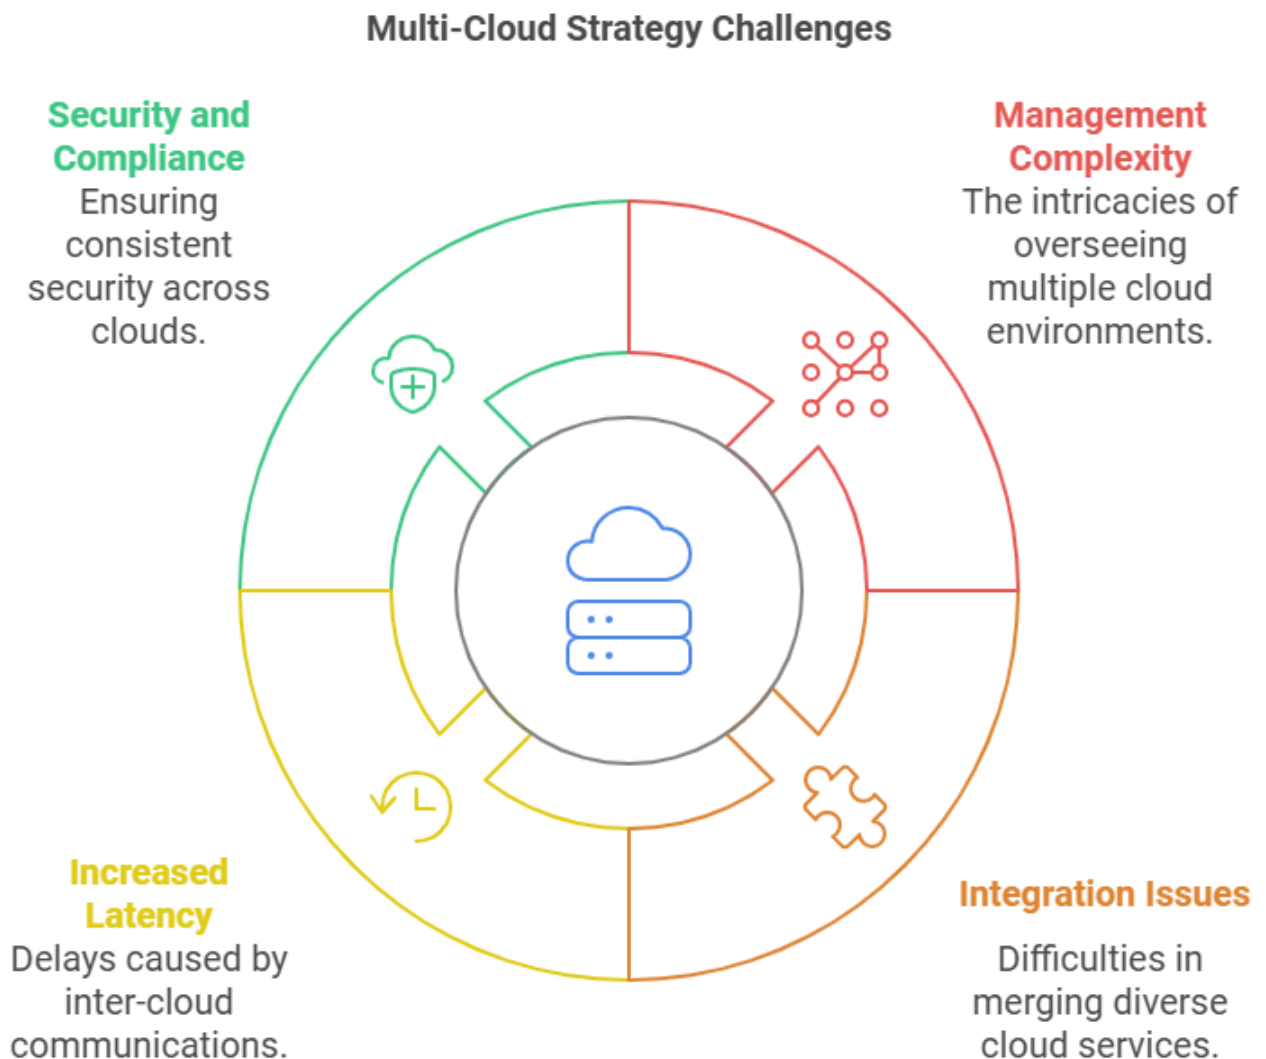 Multi-Cloud Strategy Challenges
Security and
Compliance
Ensuring
consistent
security across
clouds.
Management
Complexity
The intricacies of
overseeing
multiple cloud
environments.
Increased
Latency
Delays caused by
inter-cloud
communications.
Integration Issues
Difficulties in
merging diverse
cloud services.